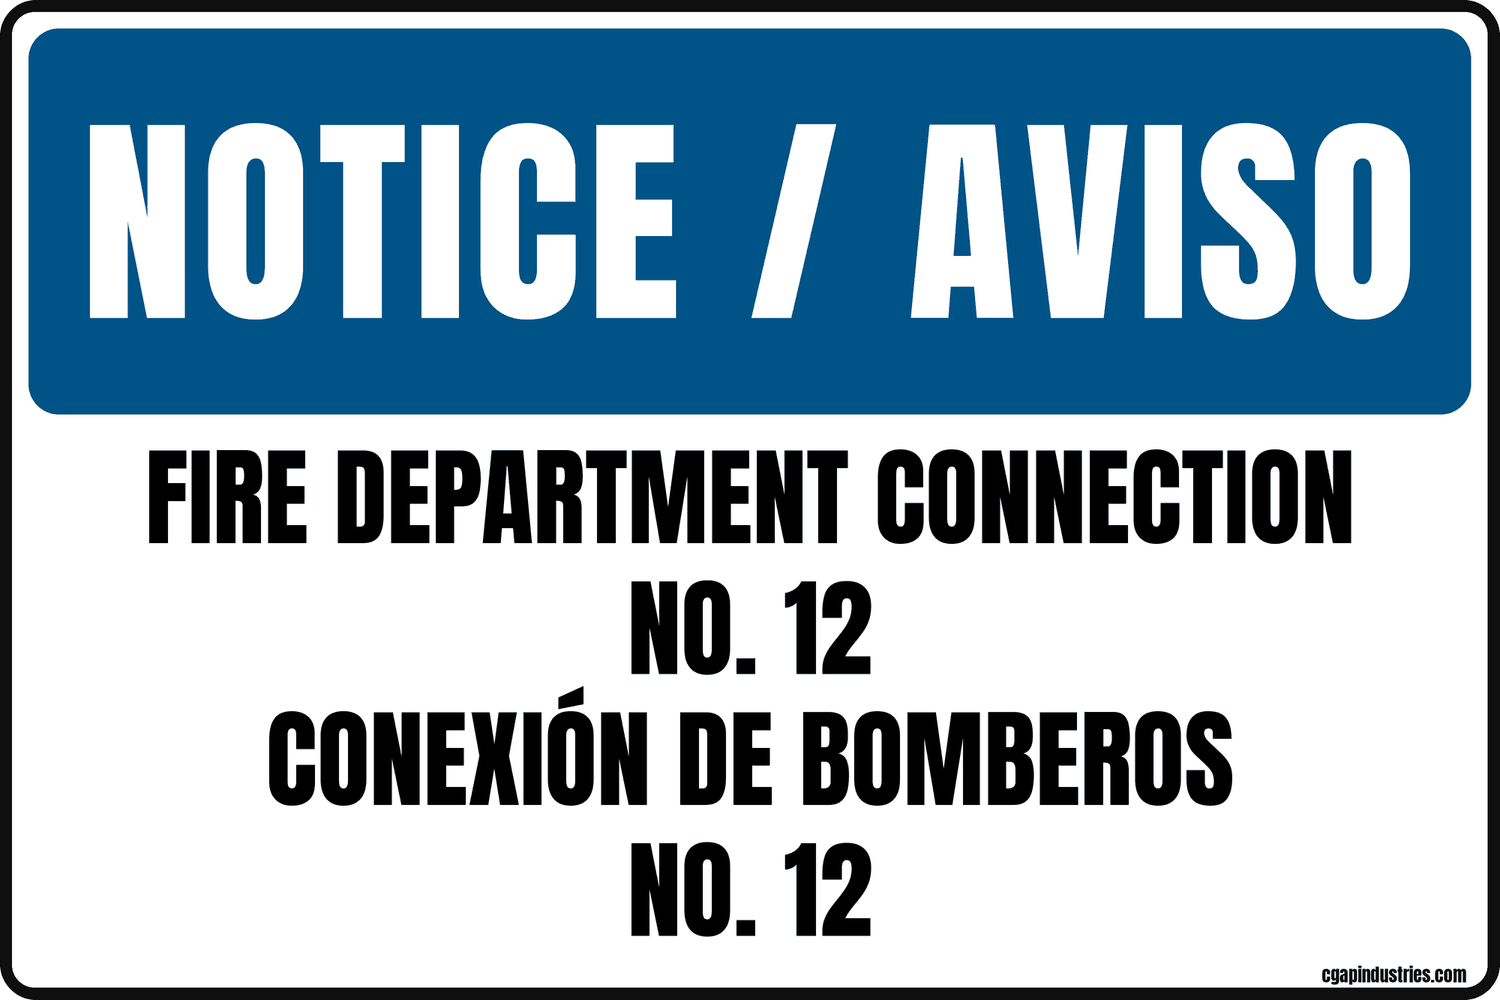 NOTICE / AVISO
FIRE DEPARTMENT CONNECTION
NO. 12
CONEXIÓN DE BOMBEROS
NO. 12
cgapindustries.com